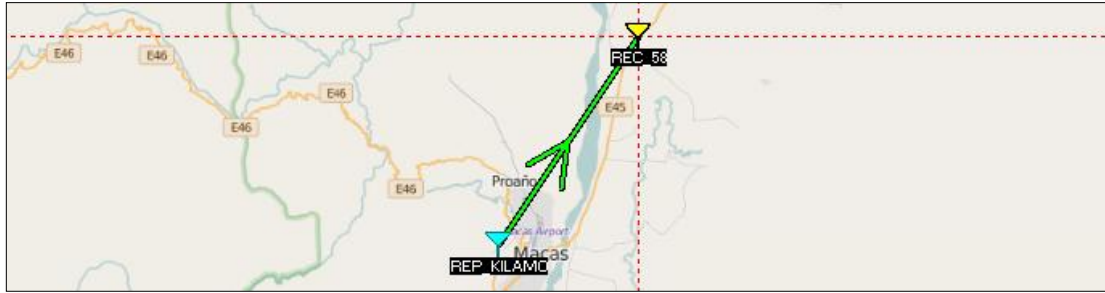 E46
E46
REC_58
E46
E45
E46
Proaño
E46
Macas Airport
Macas
REP_KILAMO